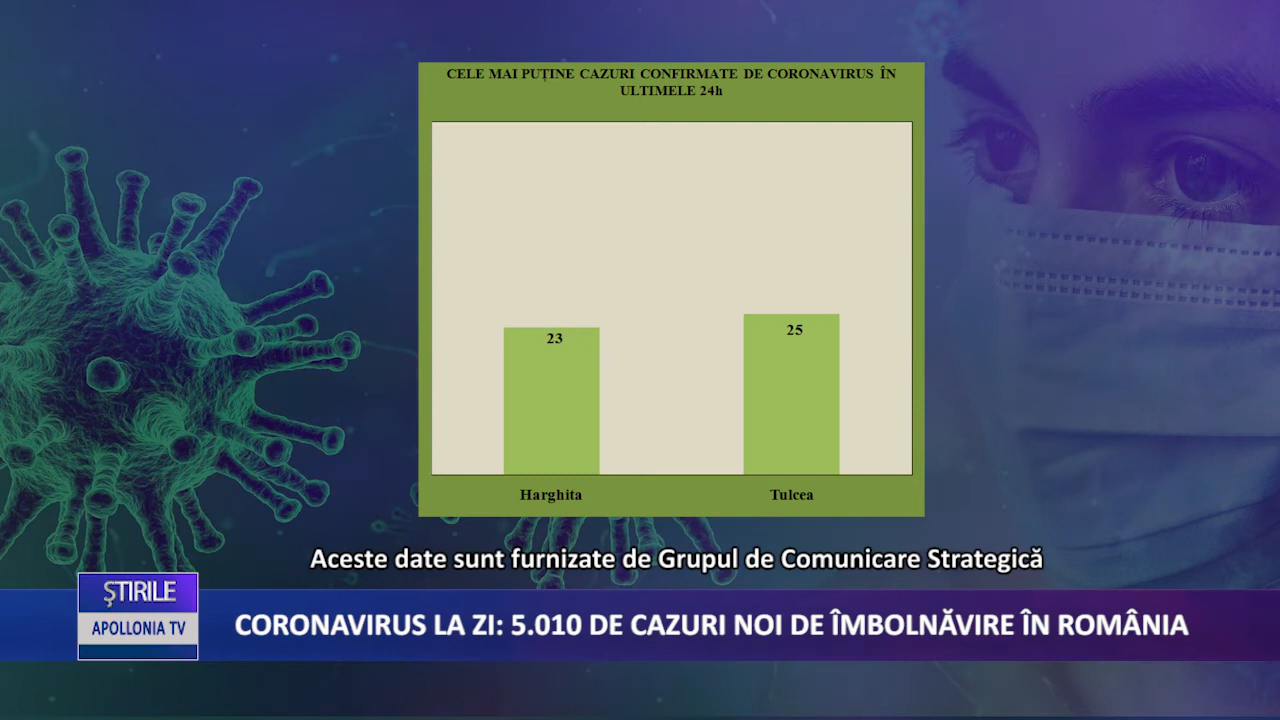 CELE MAI PUȚINE CAZURI CONFIRMATE DE CORONAVIRUS ÎN
ULTIMELE 24h
23
25
Harghita
Tulcea
Aceste date sunt furnizate de Grupul de Comunicare Strategică
ŞTIRILE
APOLLONIA TV
CORONAVIRUS LA ZI: 5.010 DE CAZURI NOI DE ÎMBOLNĂVIRE ÎN ROMÂNIA